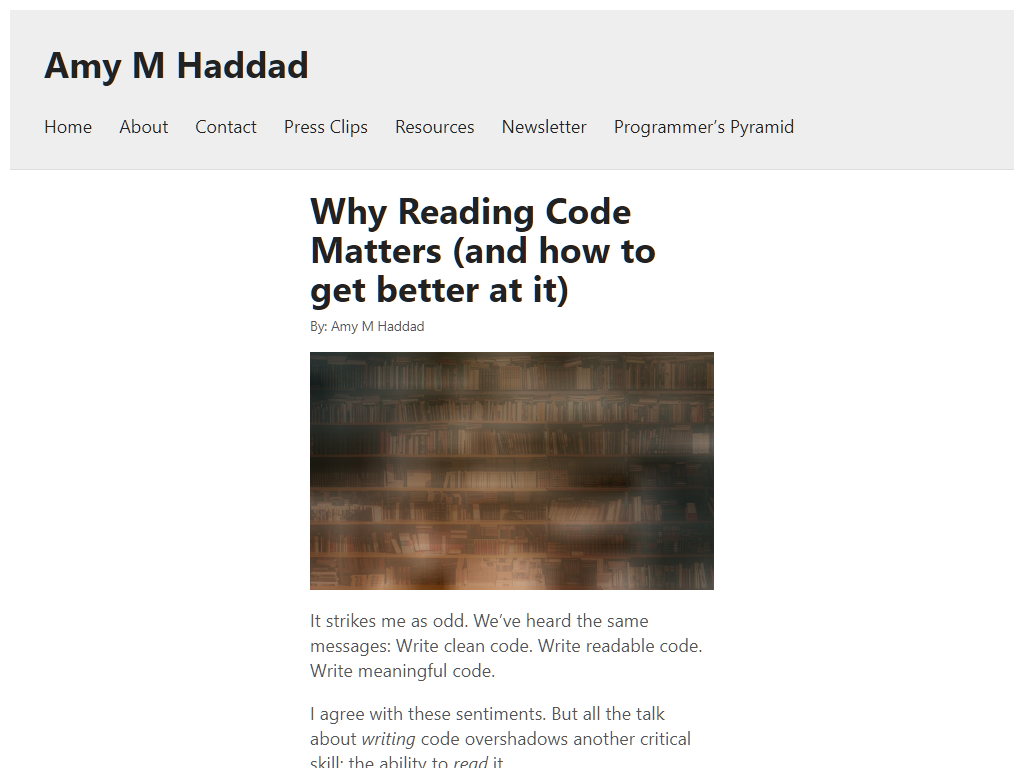 Amy M Haddad
Home About Contact Press Clips Resources Newsletter Programmer's Pyramid
Why Reading Code
Matters (and how to
get better at it)
By: Amy M Haddad
It strikes me as odd. We've heard the same
messages: Write clean code. Write readable code.
Write meaningful code.
I agree with these sentiments. But all the talk
about writing code overshadows another critical
skill: the ability to read it.